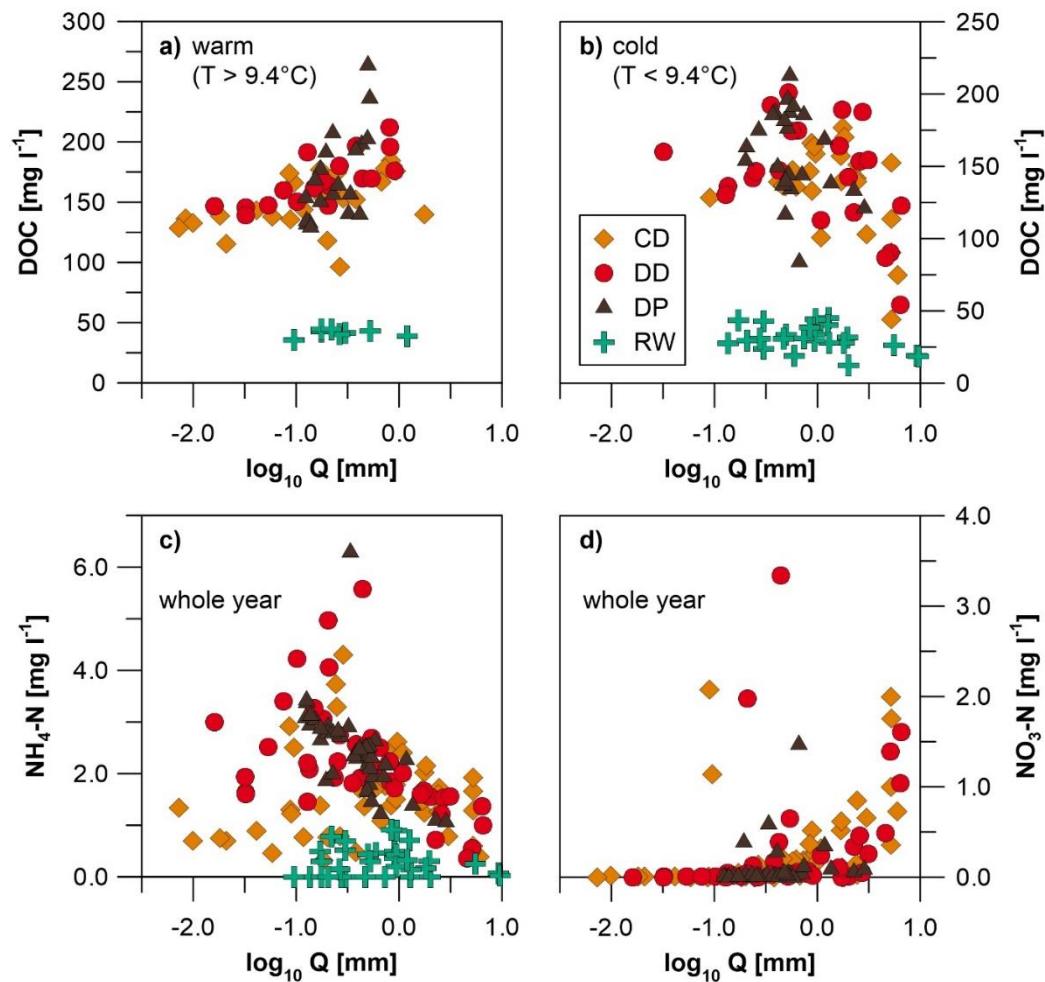 a) warm
(T > 9.4°C)
DOC [mg l⁻¹]
300
250
200
150
100
50
0
-2.0 -1.0 0.0 1.0
log₁₀ Q [mm]
b) cold
(T < 9.4°C)
CD
DD
DP
RW
250
200
150
100
50
0
DOC [mg l⁻¹]
-2.0 -1.0 0.0 1.0
log₁₀ Q [mm]
c)
whole year
NH₄-N [mg l⁻¹]
6.0
4.0
2.0
0.0
-2.0 -1.0 0.0 1.0
log₁₀ Q [mm]
d)
whole year
4.0
3.0
2.0
1.0
0.0
NO₃-N [mg l⁻¹]
-2.0 -1.0 0.0 1.0
log₁₀ Q [mm]